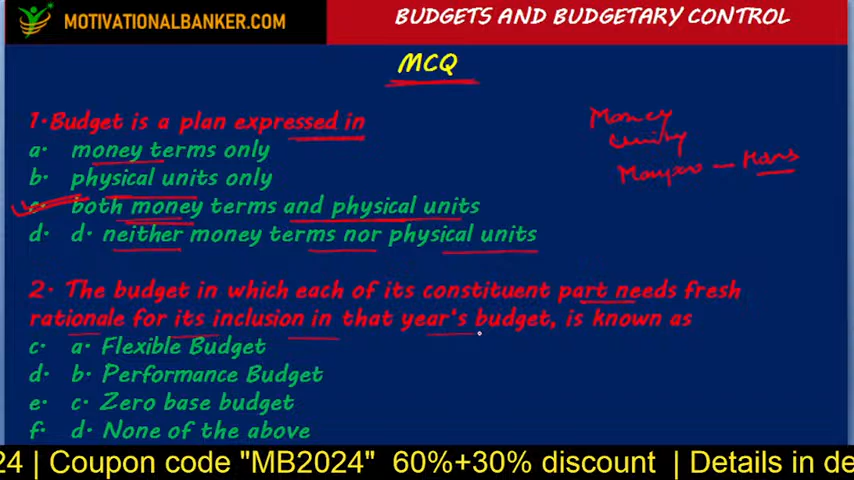 MOTIVATIONALBANKER.COM
BUDGETS AND BUDGETARY CONTROL
MCQ
1. Budget is a plan expressed in
a. money terms only
b. physical units only
c. both money terms and physical units
d. d. neither money terms nor physical units
Money
2. The budget in which each of its constituent part needs fresh
rationale for its inclusion in that year's budget, is known as
c. a. Flexible Budget
d. b. Performance Budget
e. c. Zero base budget
f. d. None of the above
24 | Coupon code "MB2024" 60%+30% discount | Details in de